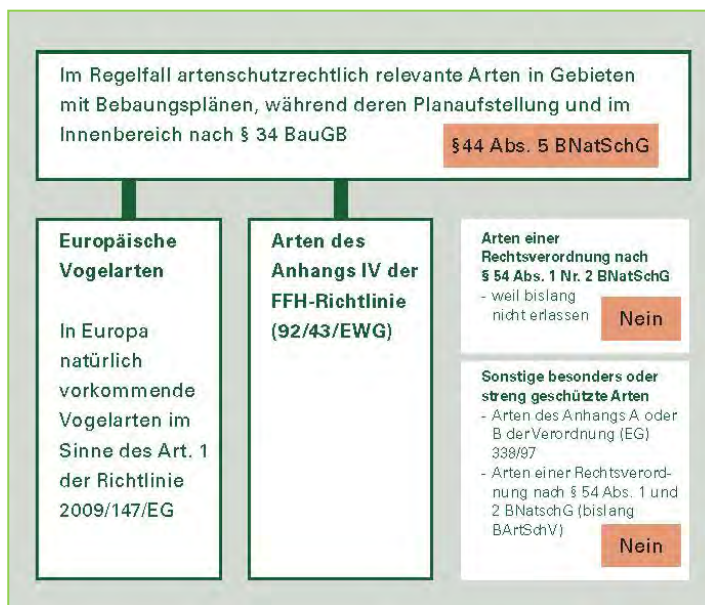 Im Regelfall artenschutzrechtlich relevante Arten in Gebieten
mit Bebaungsplänen, während deren Planaufstellung und im
Innenbereich nach § 34 BauGB
§44 Abs. 5 BNatSchG
Europäische
Vogelarten
In Europa
natürlich
vorkommende
Vogelarten im
Sinne des Art. 1
der Richtlinie
2009/147/EG
Arten des
Anhangs IV der
FFH-Richtlinie
(92/43/EWG)
Arten einer
Rechtsverordnung nach
§ 54 Abs. 1 Nr. 2 BNatSchG
- weil bislang
nicht erlassen
Nein
Sonstige besonders oder
streng geschützte Arten
- Arten des Anhangs A oder
B der Verordnung (EG)
338/97
- Arten einer Rechtsverord-
nung nach § 54 Abs. 1 und
2 BNatschG (bislang
BArtSchV)
Nein